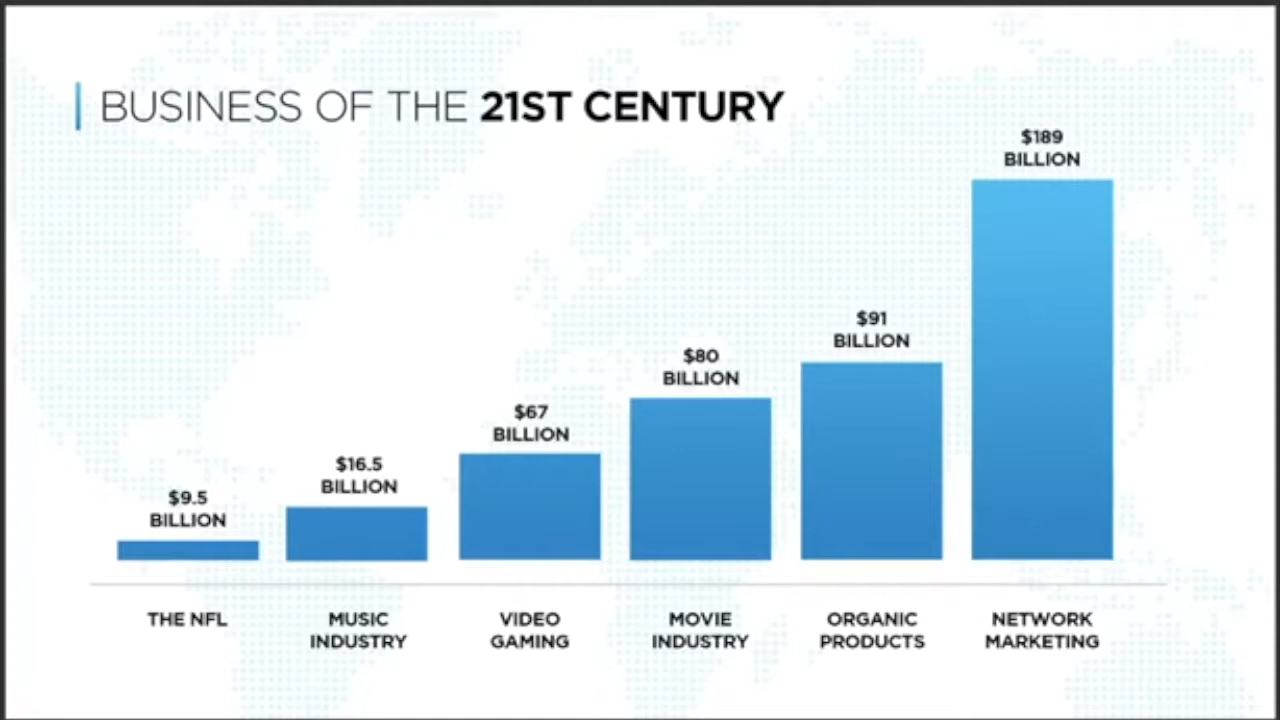 BUSINESS OF THE 21ST CENTURY
$189
BILLION
$91
BILLION
$80
BILLION
$67
BILLION
$16.5
BILLION
$9.5
BILLION
THE NFL
MUSIC
INDUSTRY
VIDEO
GAMING
MOVIE
INDUSTRY
ORGANIC
PRODUCTS
NETWORK
MARKETING